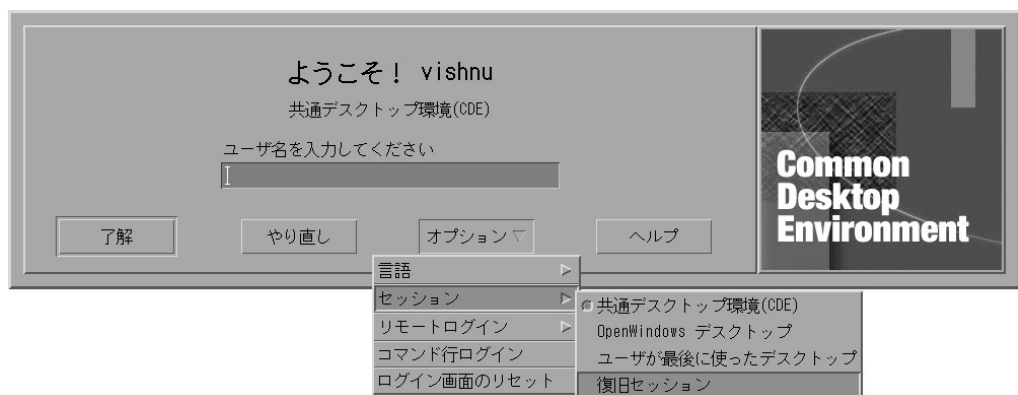 ようこそ! vishnu
共通デスクトップ環境(CDE)
ユーザ名を入力してください
了解
やり直し
オプション
ヘルプ
Common
Desktop
Environment
言語
セッション
リモートログイン
コマンド行ログイン
ログイン画面のリセット
共通デスクトップ環境(CDE)
OpenWindows デスクトップ
ユーザが最後に使ったデスクトップ
復旧セッション